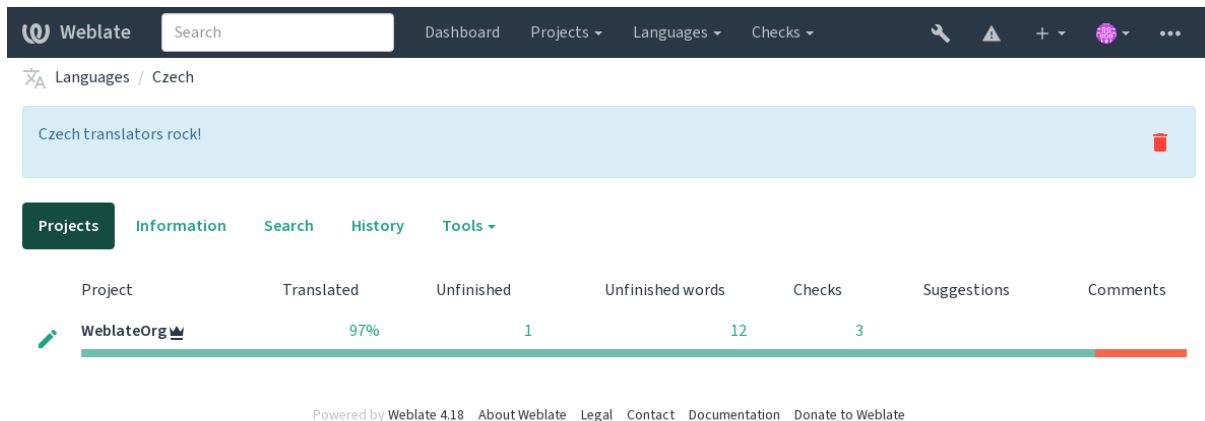 Weblate Search Dashboard Projects Languages Checks
Languages / Czech
Czech translators rock!
Projects Information Search History Tools
Project Translated Unfinished Unfinished words Checks Suggestions Comments
WeblateOrg 97% 1 12 3
Powered by Weblate 4.18 About Weblate Legal Contact Documentation Donate to Weblate